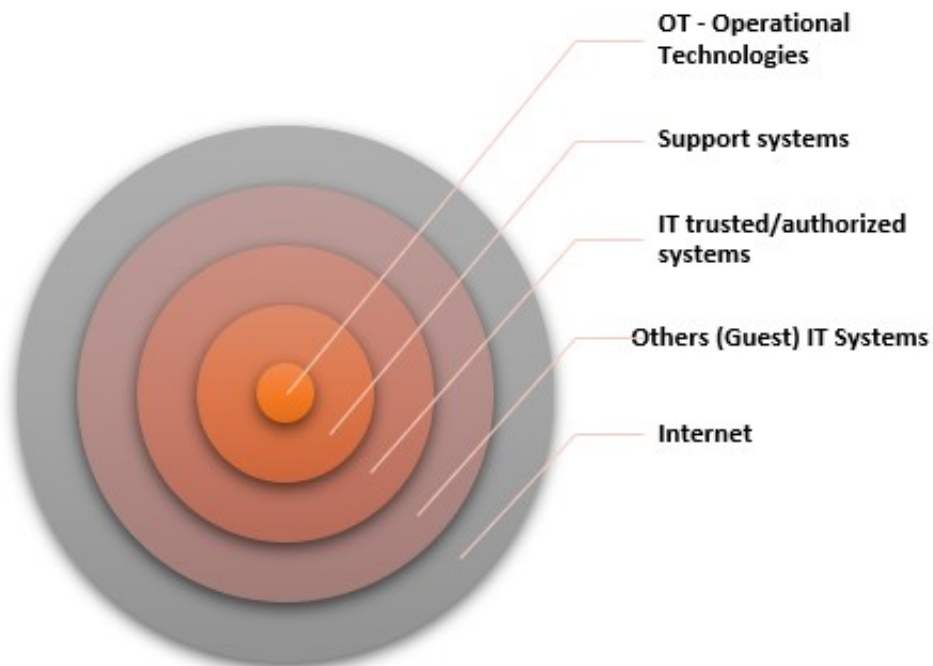 OT - Operational
Technologies
Support systems
IT trusted/authorized
systems
Others (Guest) IT Systems
Internet